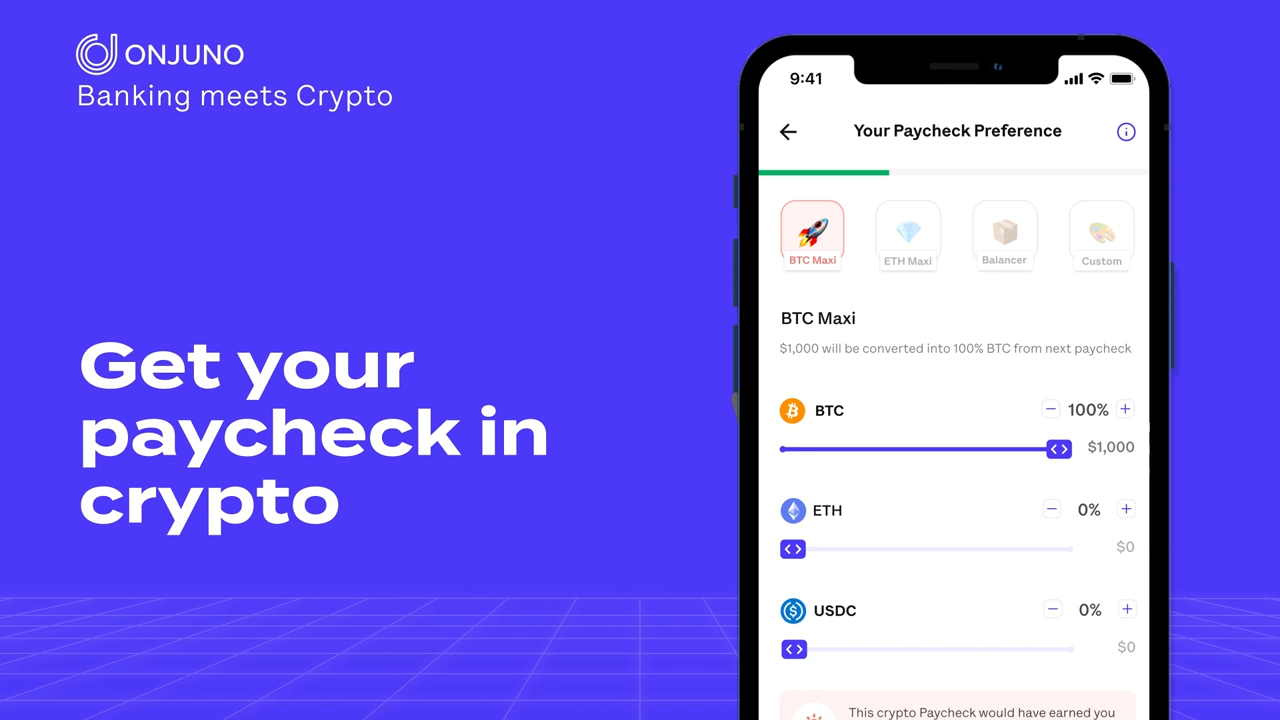 ONJUNO
Banking meets Crypto
Get your
paycheck in
crypto
9:41
Your Paycheck Preference
BTC Maxi
ETH Maxi
Balancer
Custom
BTC Maxi
$1,000 will be converted into 100% BTC from next paycheck
BTC
− 100% +
$1,000
ETH
− 0% +
$0
USDC
− 0% +
$0
This crypto Paycheck would have earned you